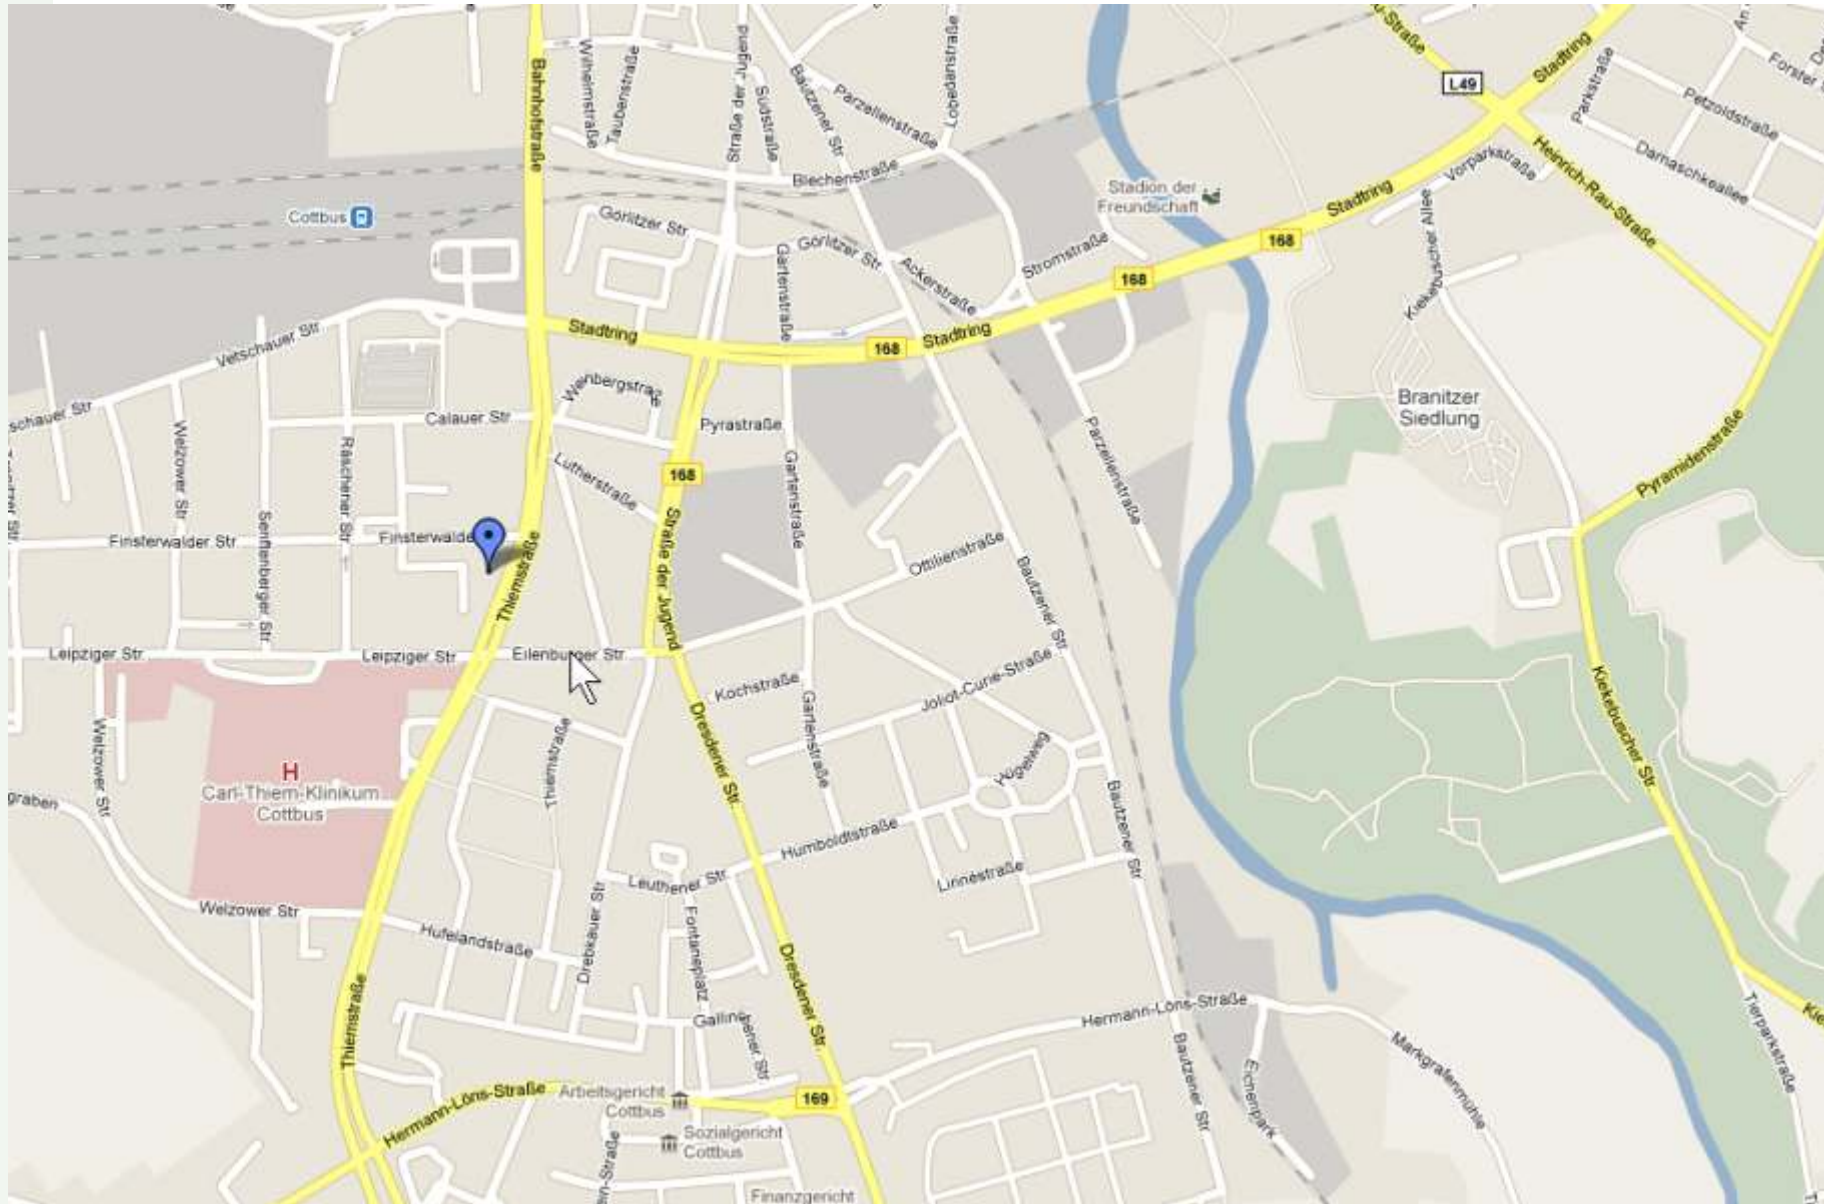 Bahnhofstraße
Wilhelmstraße
Taubenstraße
Straße der Jugend
Südstraße
Bautzener Str
Parzellenstraße
Lobedanstraße
Blechenstraße
L49
Stadtring
Parkstraße
Forster
Petzoldstraße
Damaschkeallee
Heinrich-Rau-Straße
Vorparkstraße
Stadion der
Freundschaft
Stadtring
168
Cottbus
Görlitzer Str
Görlitzer Str
Gartenstraße
Ackerstraße
Stromstraße
168
Kiekebuscher Allee
Stadtring
168
Stadtring
Vetschauer Str
Calauer Str
Pyrastraße
Branitzer
Siedlung
Welzower Str
Räschener Str
Lutherstraße
168
Gartenstraße
Parzellenstraße
Pyramidenstraße
Finsterwalder Str
Senftenberger Str
Thiemstraße
Straße der Jugend
Ottilienstraße
Bautzener Str
Leipziger Str
Leipziger Str
Kochstraße
Joliot-Curie-Straße
Kiekebuscher Str
Welzower Str
Thiemstraße
Dresdener Str.
Gartenstraße
Hügelweg
H
Carl-Thiem-Klinikum
Cottbus
Humboldtstraße
Bautzener Str
Leuthener Str
Linnéstraße
Welzower Str
Hufelandstraße
Drebkauer Str
Fontaneplatz
Dresdener Str.
Thiemstraße
Hermann-Löns-Straße
Bautzener Str
Eichenpark
Markgrafenmühle
Tierparkstraße
Hermann-Löns-Straße
Arbeitsgericht
Cottbus
169
Sozialgericht
Cottbus
Finanzgericht